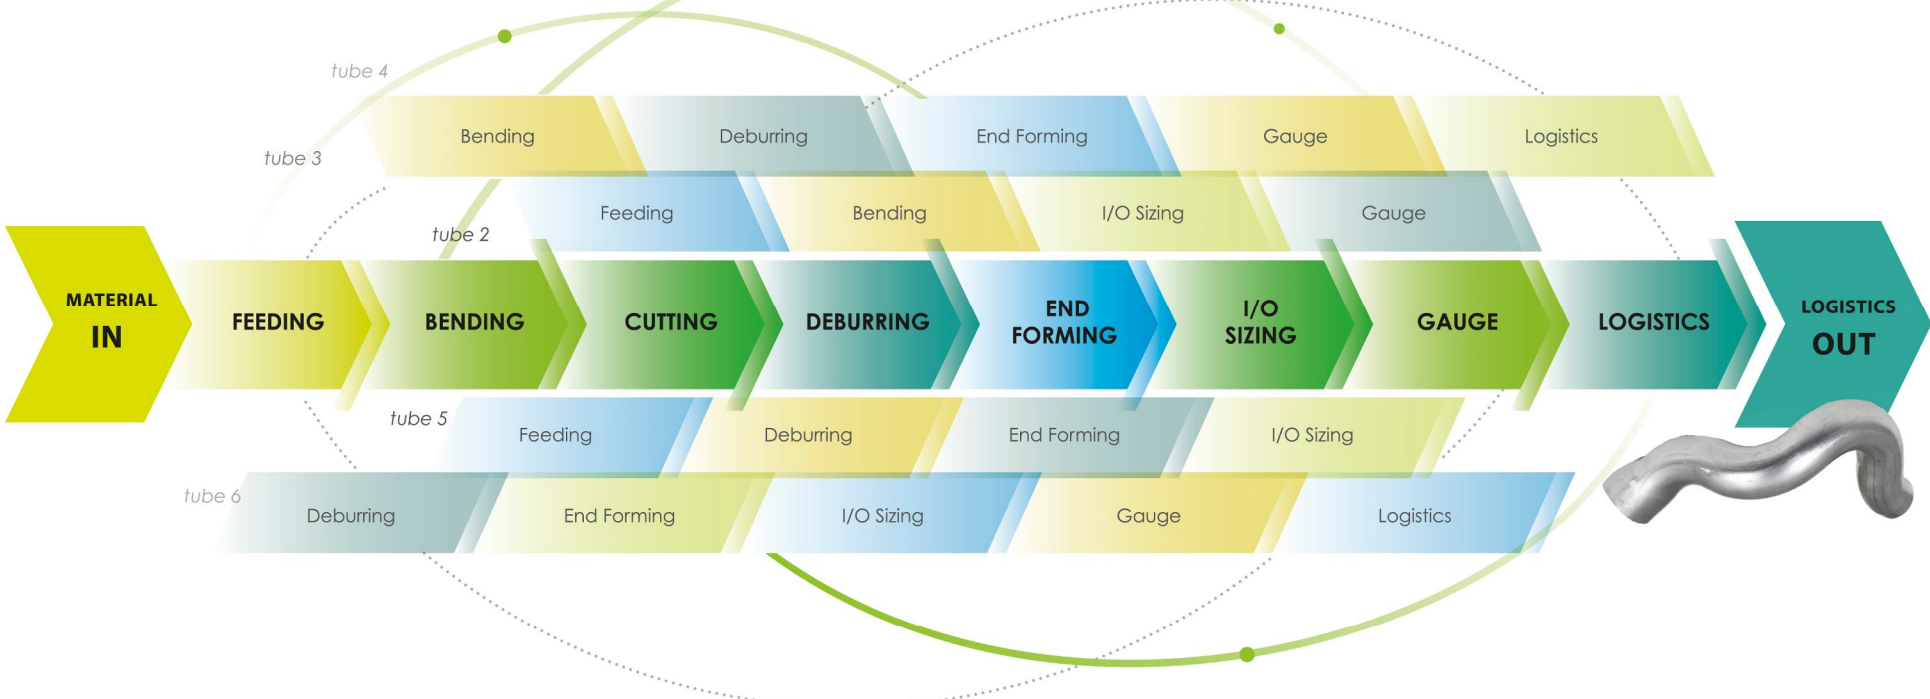 tube 4
Bending
Deburring
End Forming
Gauge
Logistics
tube 3
Feeding
Bending
I/O Sizing
Gauge
tube 2
MATERIAL
IN
FEEDING
BENDING
CUTTING
DEBURRING
END
FORMING
I/O
SIZING
GAUGE
LOGISTICS
LOGISTICS
OUT
tube 5
Feeding
Deburring
End Forming
I/O Sizing
tube 6
Deburring
End Forming
I/O Sizing
Gauge
Logistics